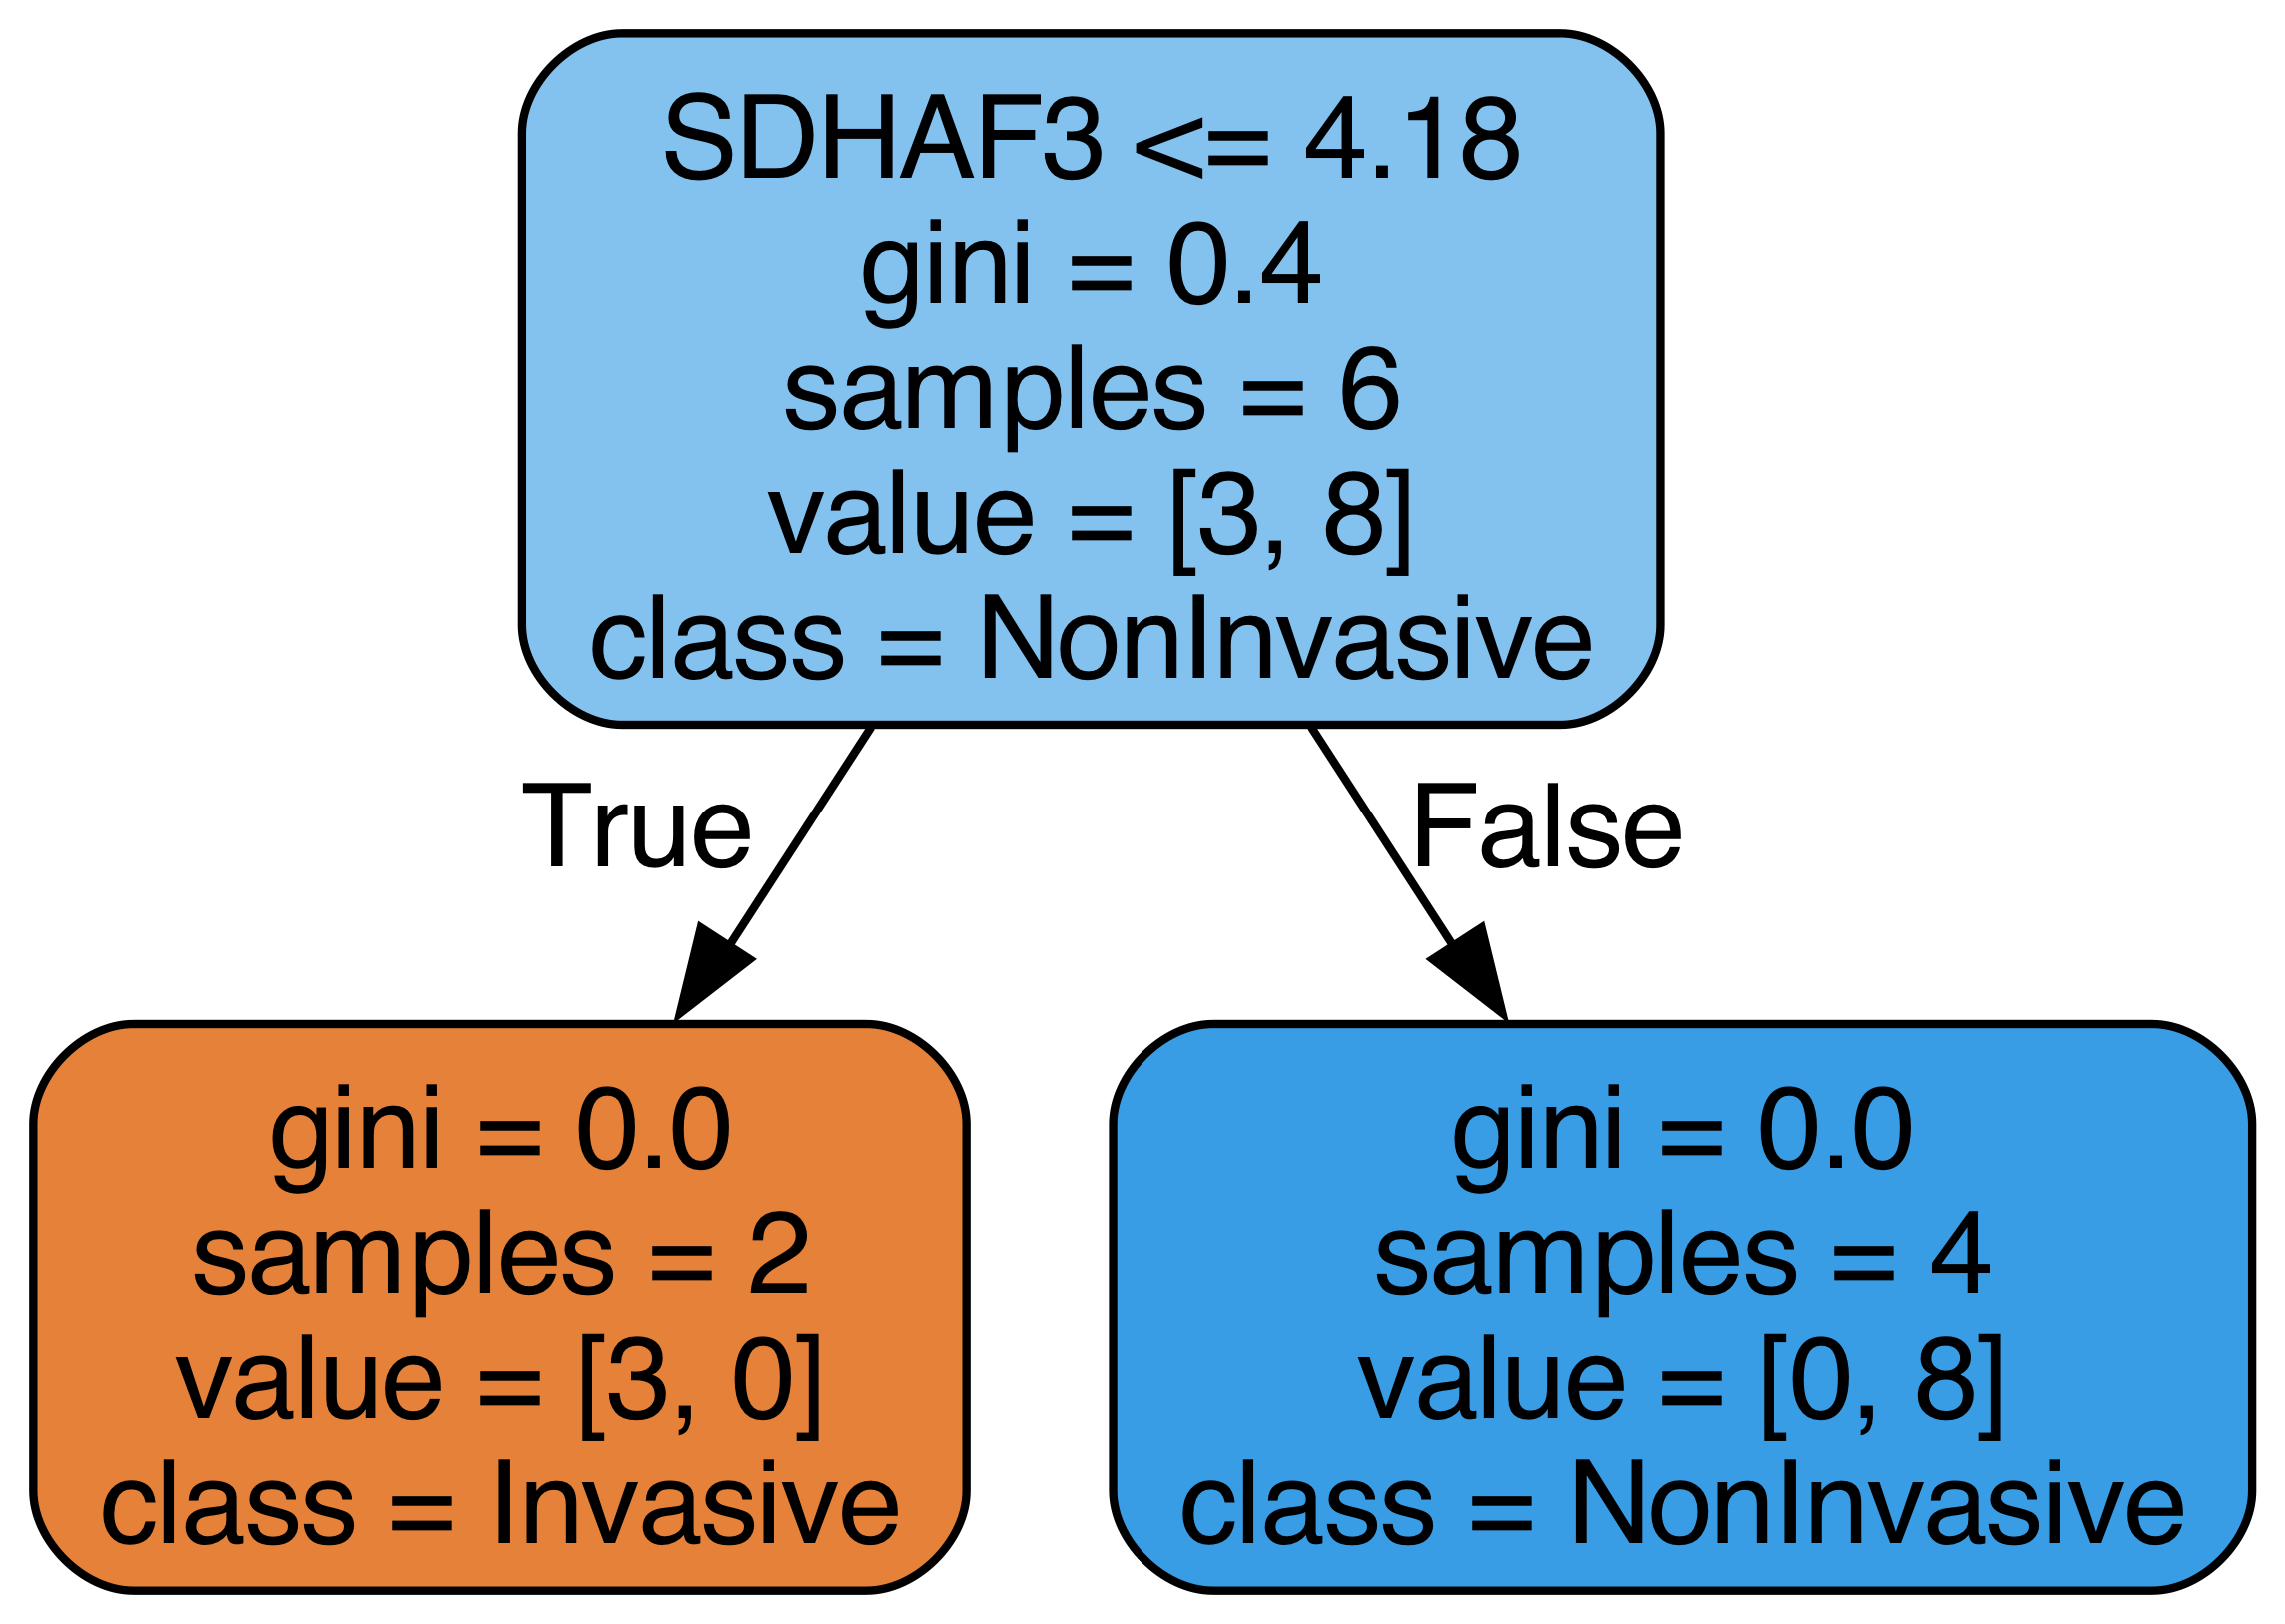 SDHAF3 <= 4.18
gini = 0.4
samples = 6
value = [3, 8]
class = NonInvasive
True
False
gini = 0.0
samples = 2
value = [3, 0]
class = Invasive
gini = 0.0
samples = 4
value = [0, 8]
class = NonInvasive